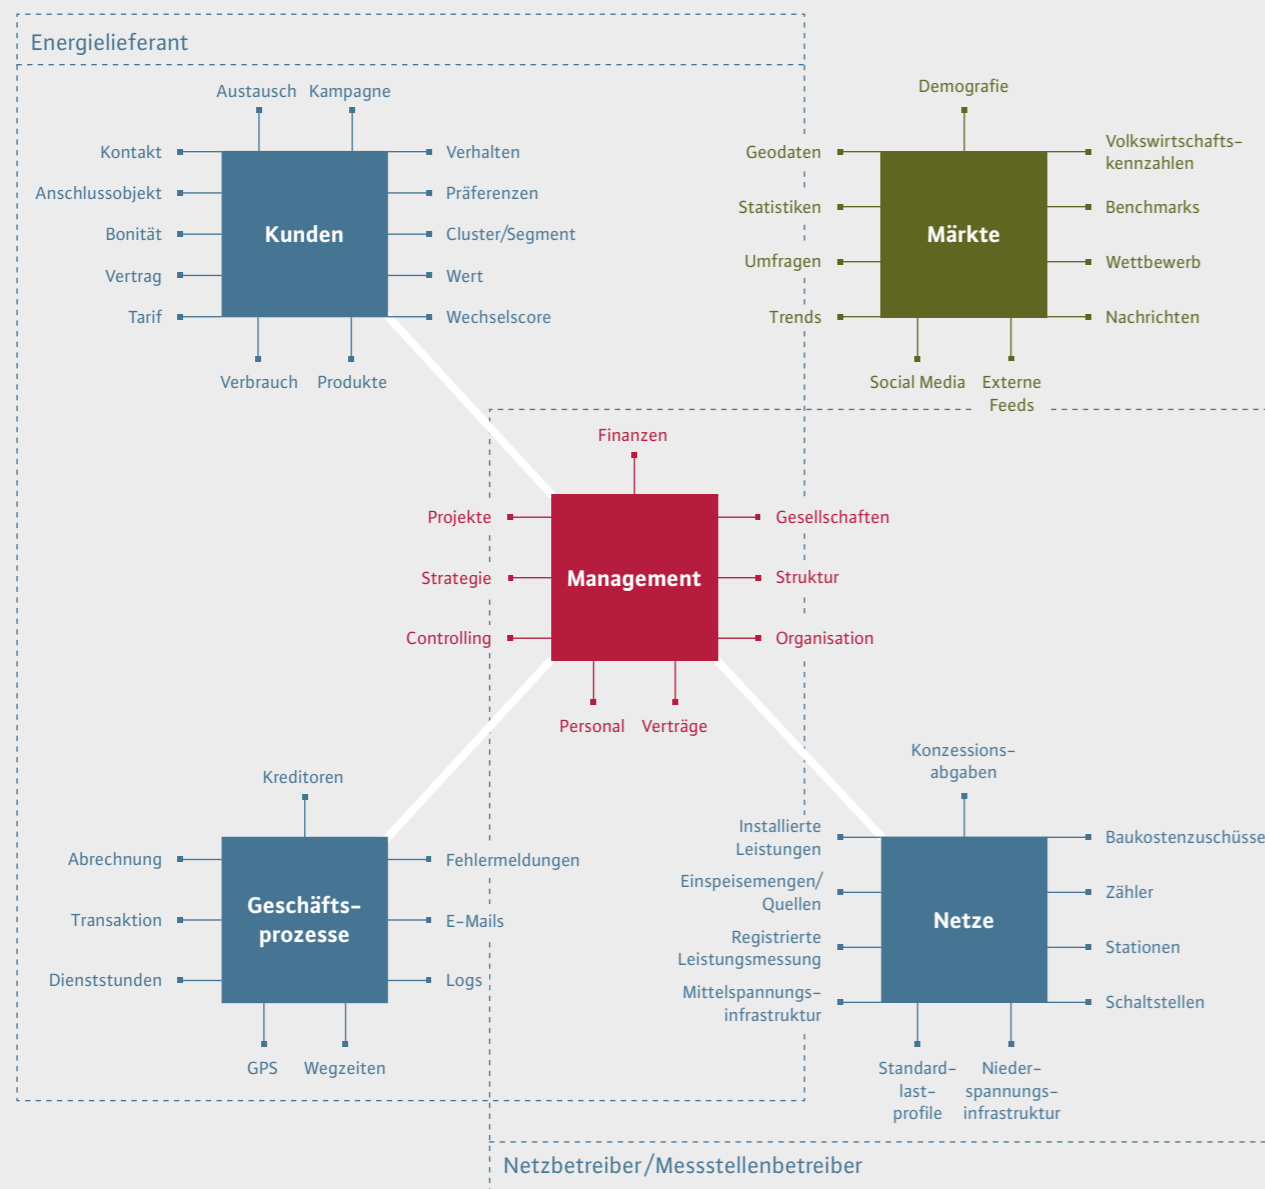 Energielieferant
Austausch
Kampagne
Kontakt
Anschlussobjekt
Bonität
Vertrag
Tarif
Kunden
Verhalten
Präferenzen
Cluster/Segment
Wert
Wechselscore
Verbrauch
Produkte
Demografie
Geodaten
Statistiken
Umfragen
Trends
Märkte
Volkswirtschafts-
kennzahlen
Benchmarks
Wettbewerb
Nachrichten
Social Media
Externe
Feeds
Finanzen
Projekte
Strategie
Controlling
Management
Gesellschaften
Struktur
Organisation
Personal
Verträge
Kreditoren
Abrechnung
Transaktion
Dienststunden
Geschäfts-
prozesse
Fehlermeldungen
E-Mails
Logs
GPS
Wegzeiten
Konzessions-
abgaben
Installierte
Leistungen
Einspeisemengen/
Quellen
Registrierte
Leistungsmessung
Mittelspannungs-
infrastruktur
Netze
Baukostenzuschüsse
Zähler
Stationen
Schaltstellen
Standard-
last-
profile
Nieder-
spannungs-
infrastruktur
Netzbetreiber/Messstellenbetreiber